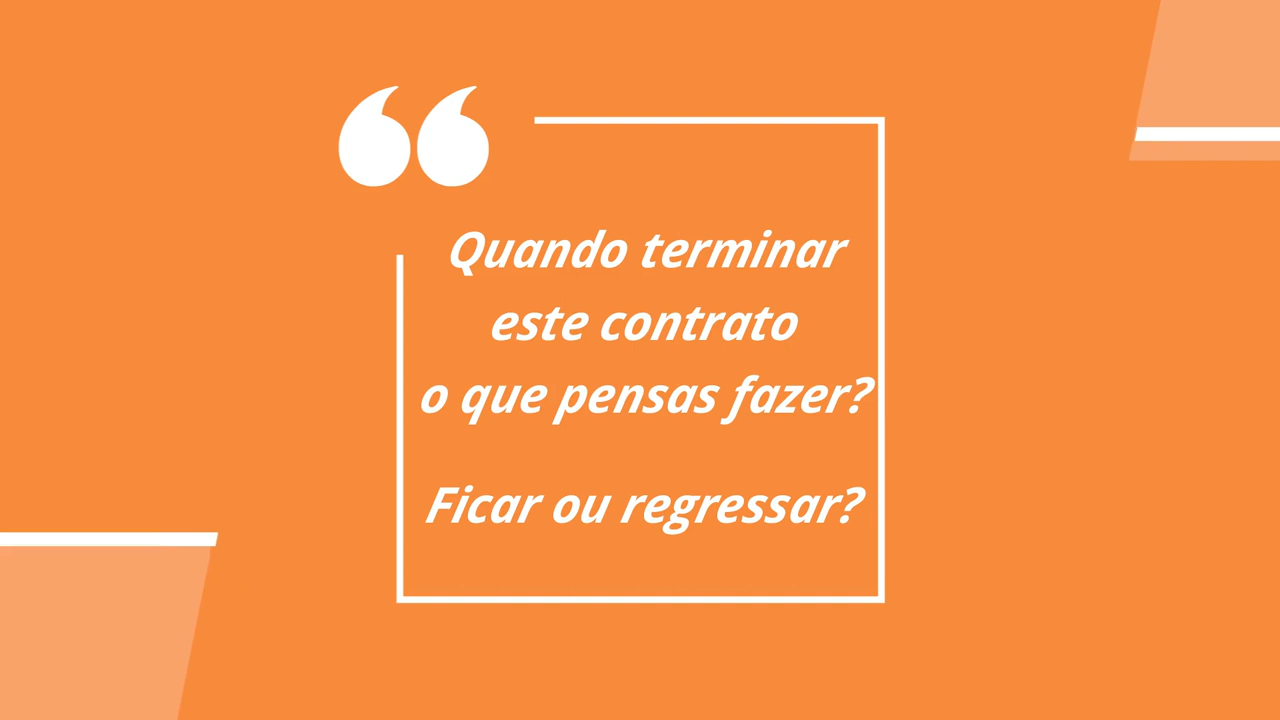 Quando terminar
este contrato
o que pensas fazer?
Ficar ou regressar?